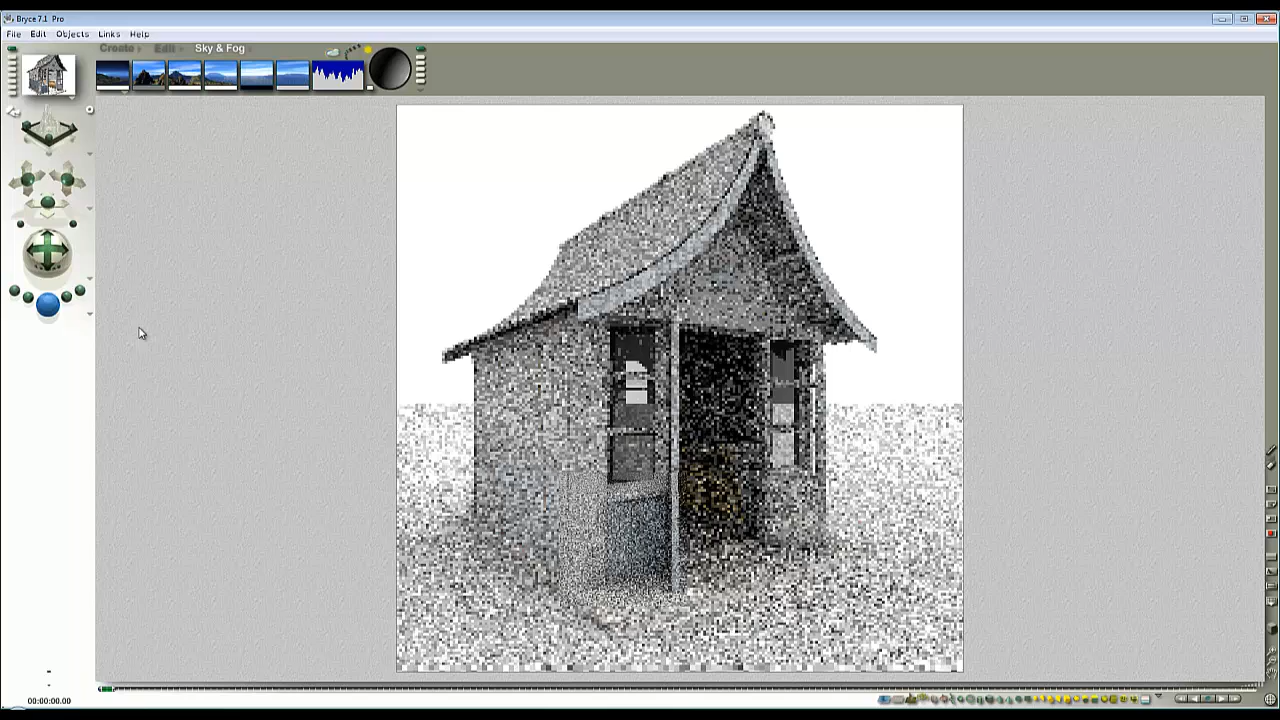 Bryce 7.1 Pro
File Edit Objects Links Help
Create Edit Sky & Fog
00:00:00.00